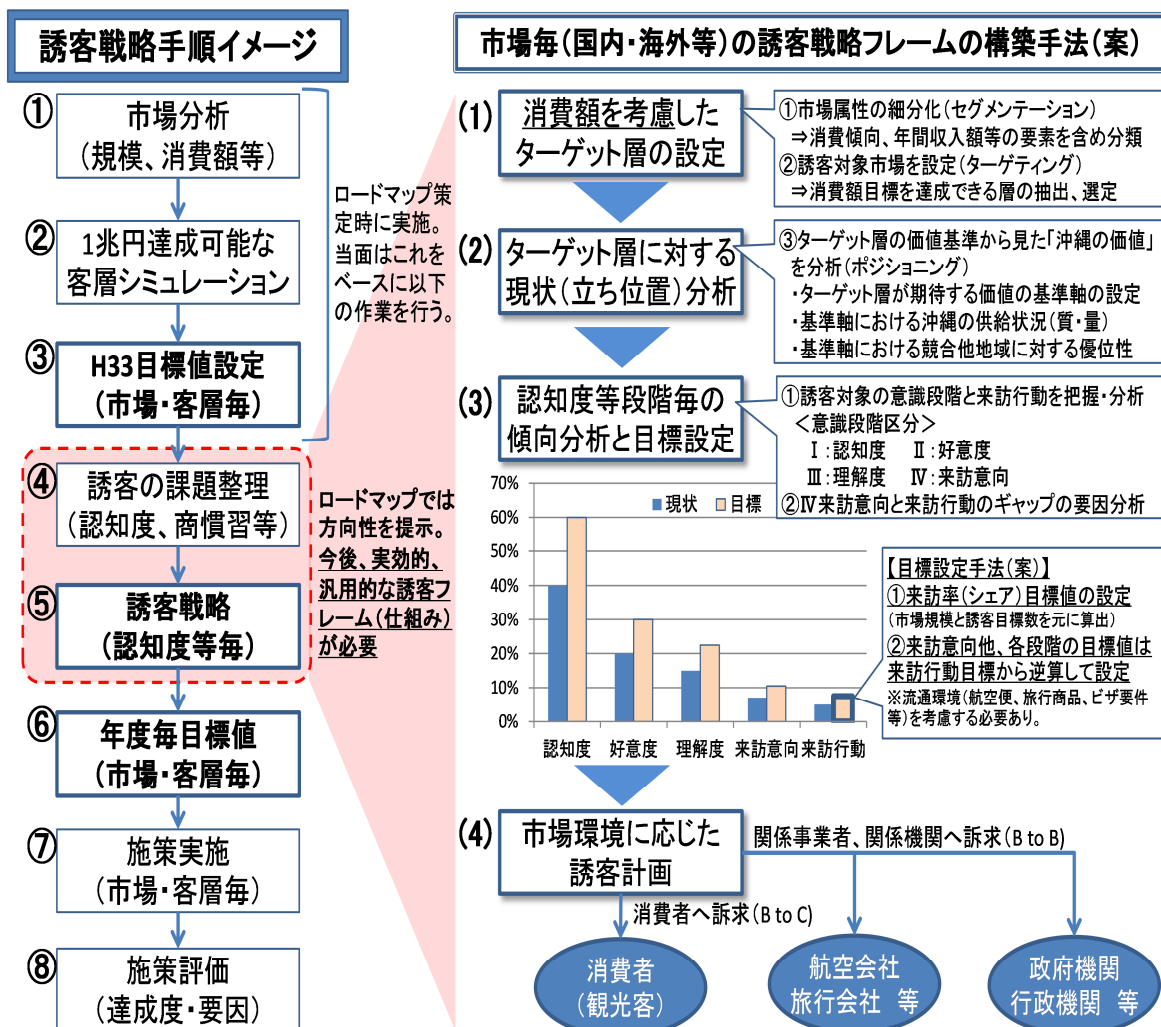 誘客戦略手順イメージ
①
市場分析
(規模、消費額等)
②
1兆円達成可能な
客層シミュレーション
③
H33目標値設定
(市場・客層毎)
ロードマップ策
定時に実施。
当面はこれを
ベースに以下
の作業を行う。
④
誘客の課題整理
(認知度、商慣習等)
⑤
誘客戦略
(認知度等毎)
ロードマップでは
方向性を提示。
今後、実効的、
汎用的な誘客フ
レーム(仕組み)
が必要
⑥
年度毎目標値
(市場・客層毎)
⑦
施策実施
(市場・客層毎)
⑧
施策評価
(達成度・要因)
市場毎(国内・海外等)の誘客戦略フレームの構築手法(案)
(1)
消費額を考慮した
ターゲット層の設定
①市場属性の細分化(セグメンテーション)
⇒消費傾向、年間収入額等の要素を含め分類
②誘客対象市場を設定(ターゲティング)
⇒消費額目標を達成できる層の抽出、選定
(2)
ターゲット層に対する
現状(立ち位置)分析
③ターゲット層の価値基準から見た「沖縄の価値」
を分析(ポジショニング)
・ターゲット層が期待する価値の基準軸の設定
・基準軸における沖縄の供給状況(質・量)
・基準軸における競合他地域に対する優位性
(3)
認知度等段階毎の
傾向分析と目標設定
①誘客対象の意識段階と来訪行動を把握・分析
<意識段階区分>
Ⅰ:認知度 Ⅱ:好意度
Ⅲ:理解度 Ⅳ:来訪意向
②Ⅳ来訪意向と来訪行動のギャップの要因分析
70%
60%
50%
40%
30%
20%
10%
0%
現状 目標
認知度 好意度 理解度 来訪意向 来訪行動
【目標設定手法(案)】
①来訪率(シェア)目標値の設定
(市場規模と誘客目標数を元に算出)
②来訪意向他、各段階の目標値は
来訪行動目標から逆算して設定
※流通環境(航空便、旅行商品、ビザ要件
等)を考慮する必要あり。
(4)
市場環境に応じた
誘客計画
関係事業者、関係機関へ訴求(B to B)
消費者へ訴求(B to C)
消費者
(観光客)
航空会社
旅行会社 等
政府機関
行政機関 等